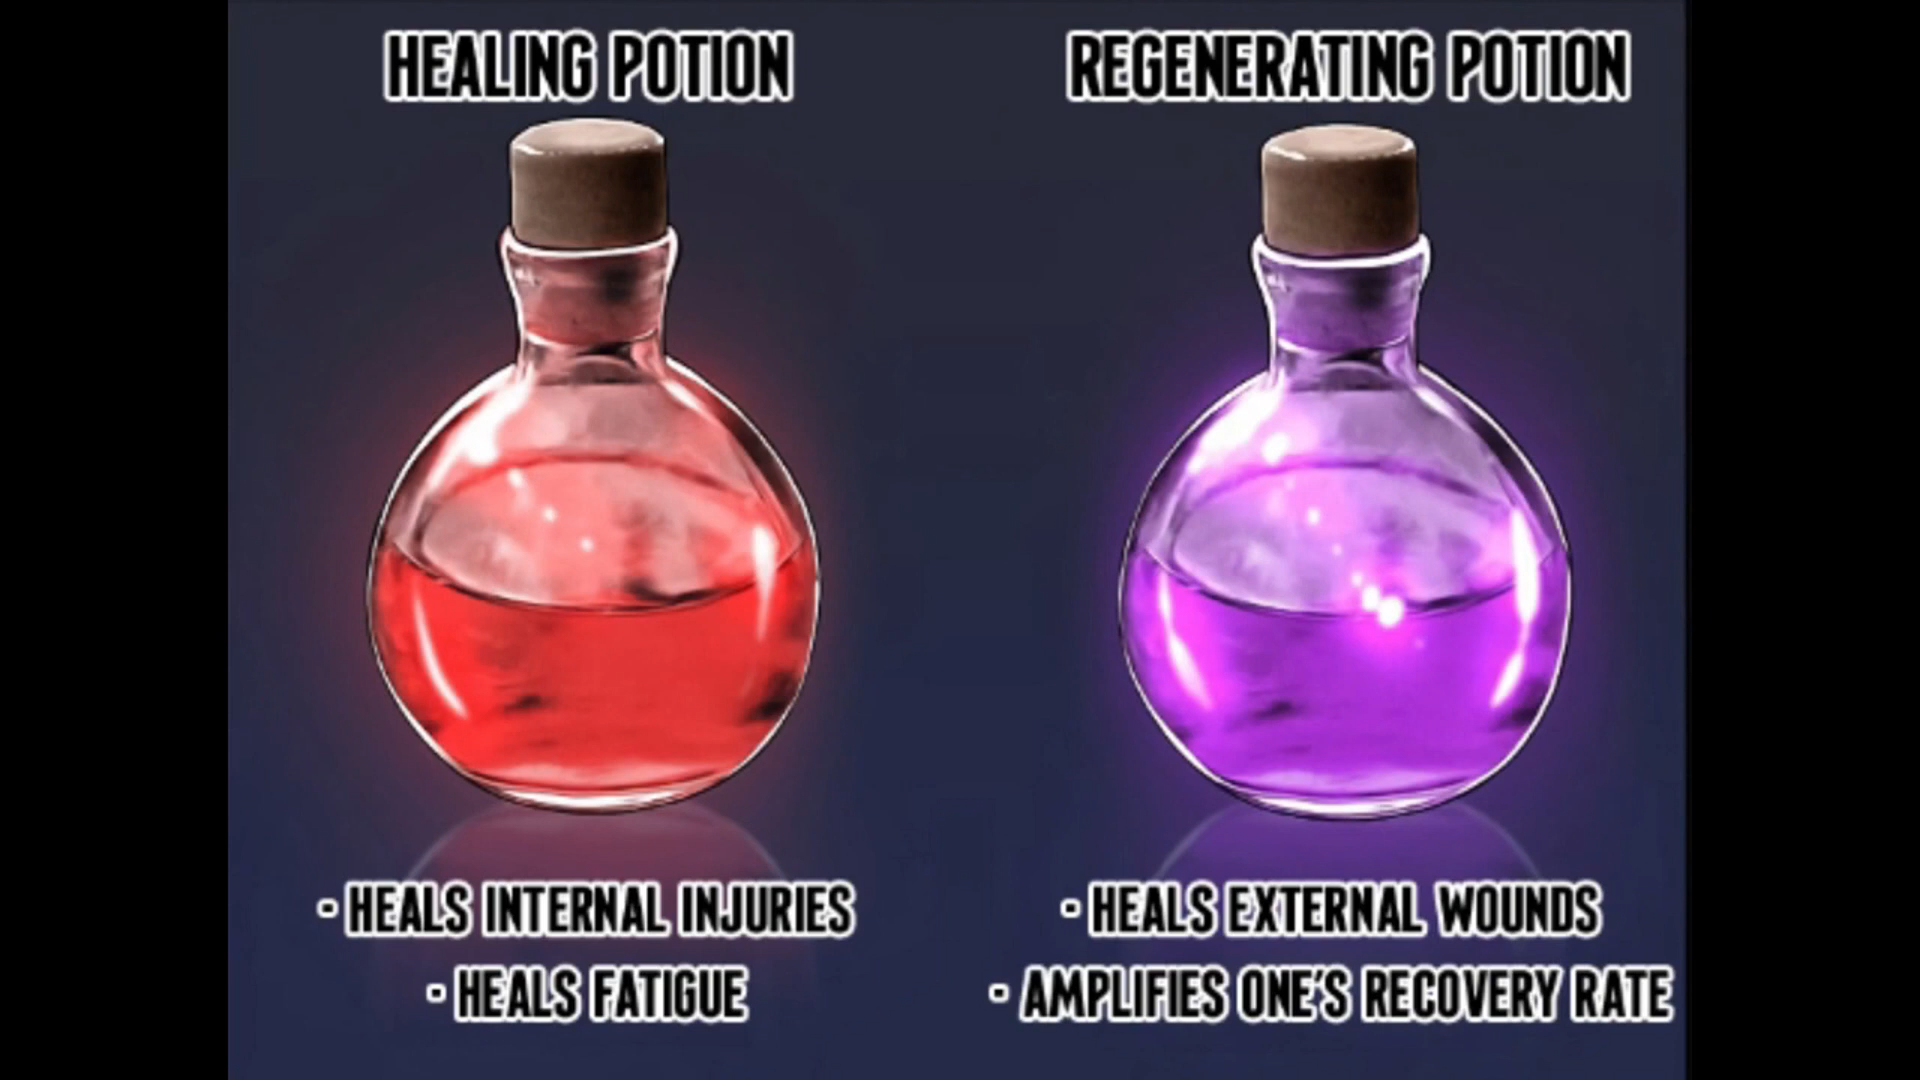 HEALING POTION
- HEALS INTERNAL INJURIES
- HEALS FATIGUE
REGENERATING POTION
- HEALS EXTERNAL WOUNDS
- AMPLIFIES ONE'S RECOVERY RATE